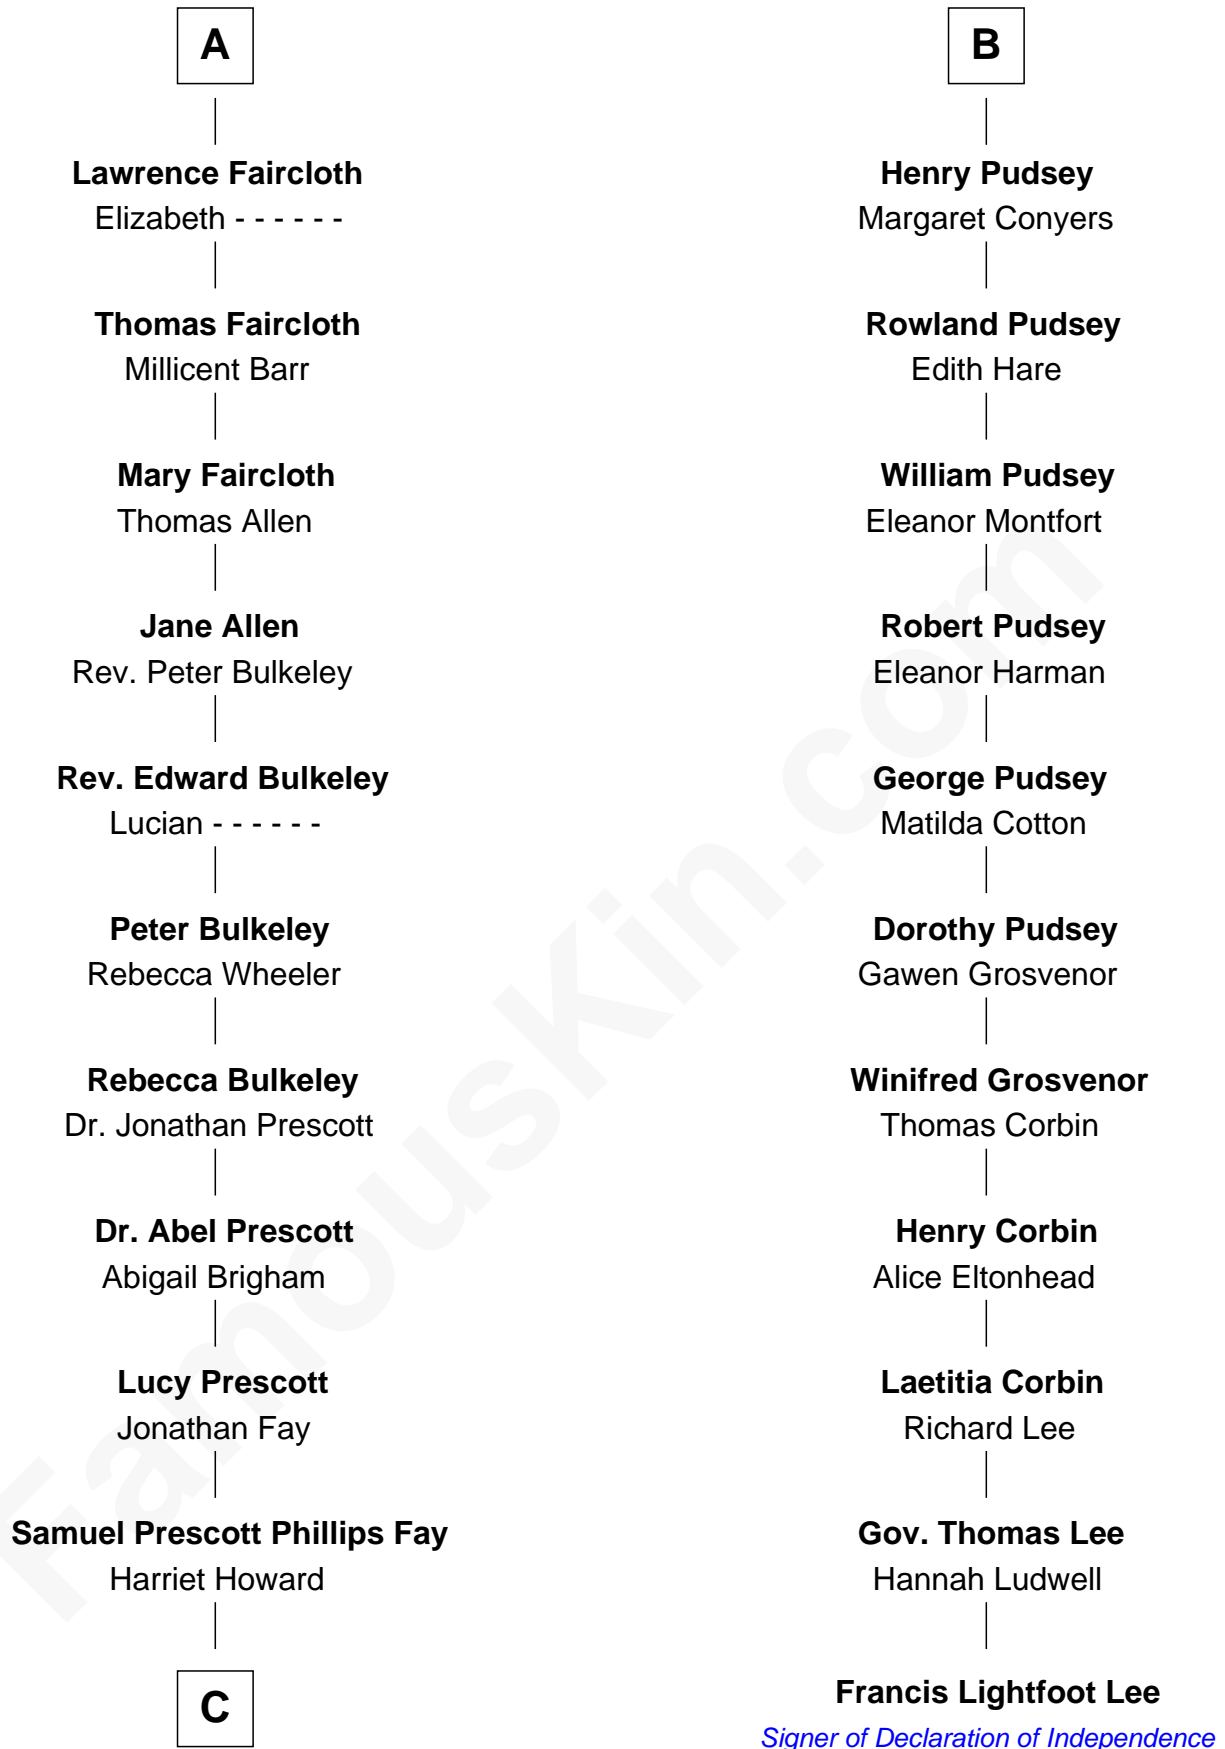 A
Lawrence Faircloth
Elizabeth - - - - - -
Thomas Faircloth
Millicent Barr
Mary Faircloth
Thomas Allen
Jane Allen
Rev. Peter Bulkeley
Rev. Edward Bulkeley
Lucian - - - - - -
Peter Bulkeley
Rebecca Wheeler
Rebecca Bulkeley
Dr. Jonathan Prescott
Dr. Abel Prescott
Abigail Brigham
Lucy Prescott
Jonathan Fay
Samuel Prescott Phillips Fay
Harriet Howard
C
B
Henry Pudsey
Margaret Conyers
Rowland Pudsey
Edith Hare
William Pudsey
Eleanor Montfort
Robert Pudsey
Eleanor Harman
George Pudsey
Matilda Cotton
Dorothy Pudsey
Gawen Grosvenor
Winifred Grosvenor
Thomas Corbin
Henry Corbin
Alice Eltonhead
Laetitia Corbin
Richard Lee
Gov. Thomas Lee
Hannah Ludwell
Francis Lightfoot Lee
Signer of Declaration of Independence
FamousKin.com